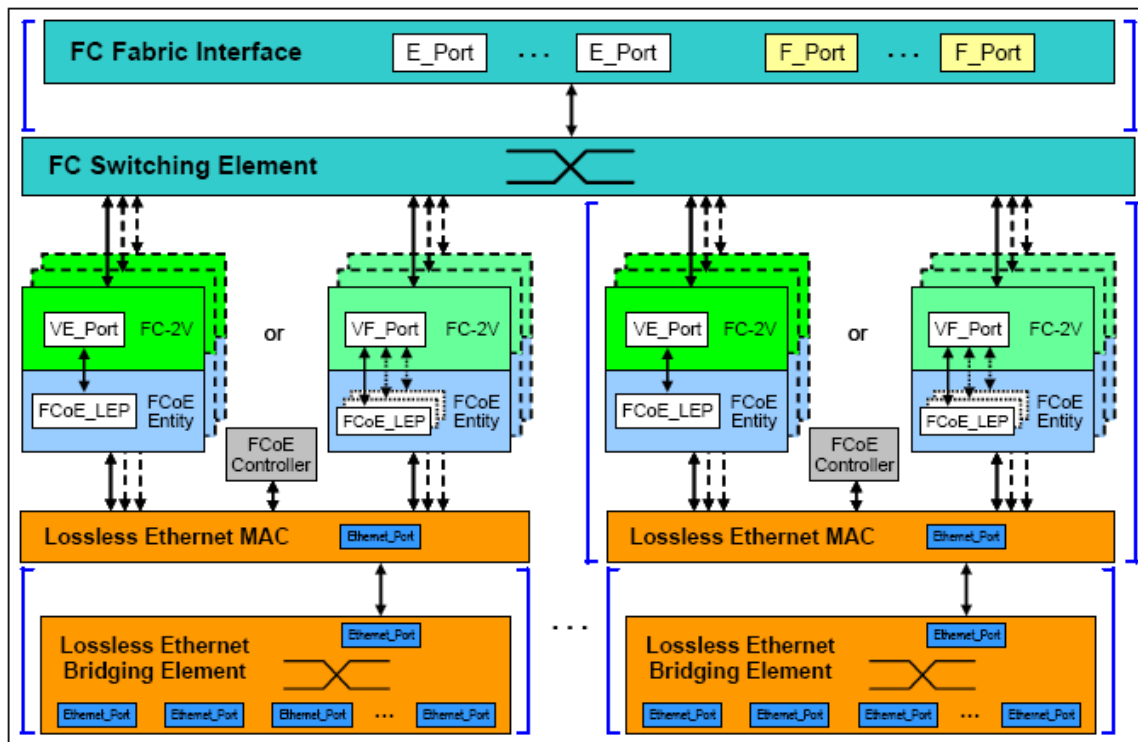 FC Fabric Interface
E_Port ... E_Port
F_Port ... F_Port
FC Switching Element
VE_Port FC-2V
or
VF_Port FC-2V
VE_Port FC-2V
or
VF_Port FC-2V
FCoE_LEP
FCoE
Entity
FCoE
Controller
FCoE_LEP
FCoE
Entity
FCoE_LEP
FCoE
Entity
FCoE
Controller
FCoE_LEP
FCoE
Entity
Lossless Ethernet MAC
Ethernet_Port
Lossless Ethernet MAC
Ethernet_Port
Lossless Ethernet
Bridging Element
Ethernet_Port
Ethernet_Port Ethernet_Port Ethernet_Port ... Ethernet_Port
...
Lossless Ethernet
Bridging Element
Ethernet_Port
Ethernet_Port Ethernet_Port Ethernet_Port ... Ethernet_Port